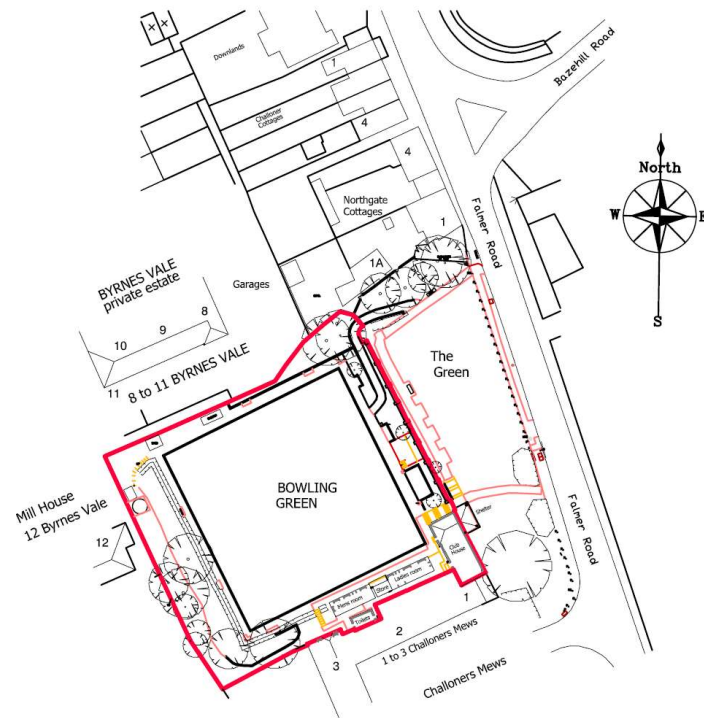 Downlands
1
Challoner
Cottages
4
4
Northgate
Cottages
1
1A
Bazehill Road
Falmer Road
North
W
E
S
BYRNES VALE
private estate
Garages
8
9
10
11
8 to 11 BYRNES VALE
The
Green
BOWLING
GREEN
Mill House
12 Byrnes Vale
12
Shelter
Club
House
Falmer Road
Ladies room
Store
Mens room
Toilets
1
2
3
1 to 3 Challoners Mews
Challoners Mews